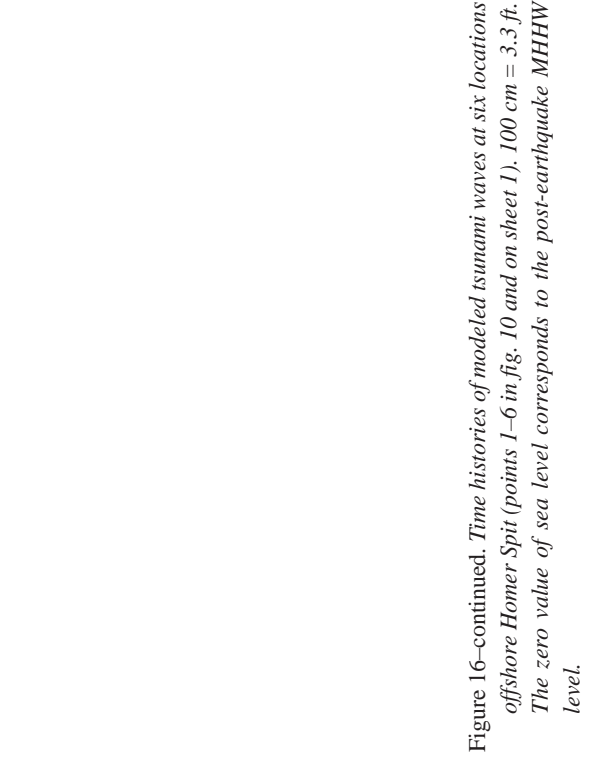 Figure 16–continued. Time histories of modeled tsunami waves at six locations
offshore Homer Spit (points 1–6 in fig. 10 and on sheet 1). 100 cm = 3.3 ft.
The zero value of sea level corresponds to the post-earthquake MHHW
level.